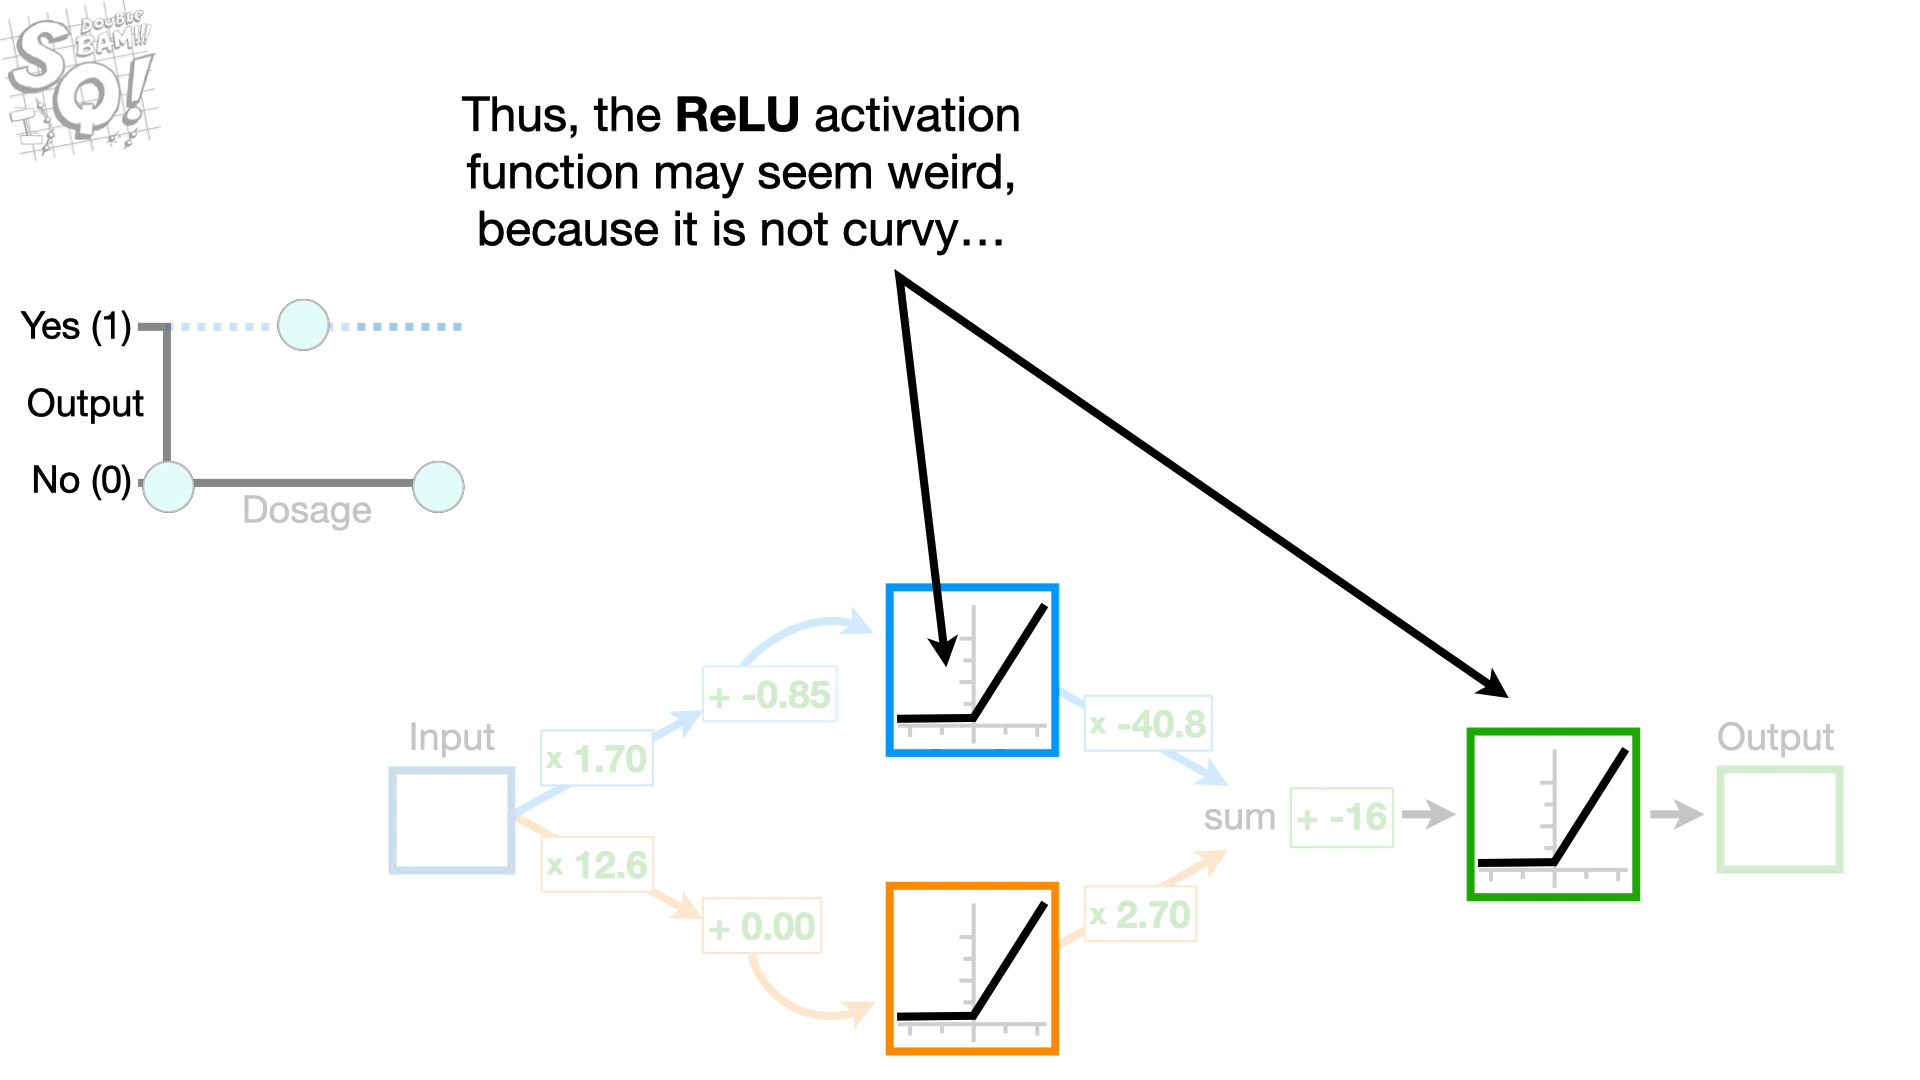 DOUBLE
BAM!!!
SQ!
Thus, the ReLU activation
function may seem weird,
because it is not curvy…
Yes (1)
Output
No (0)
Dosage
+ -0.85
x -40.8
Input
x 1.70
Output
sum
+ -16
x 12.6
x 2.70
+ 0.00